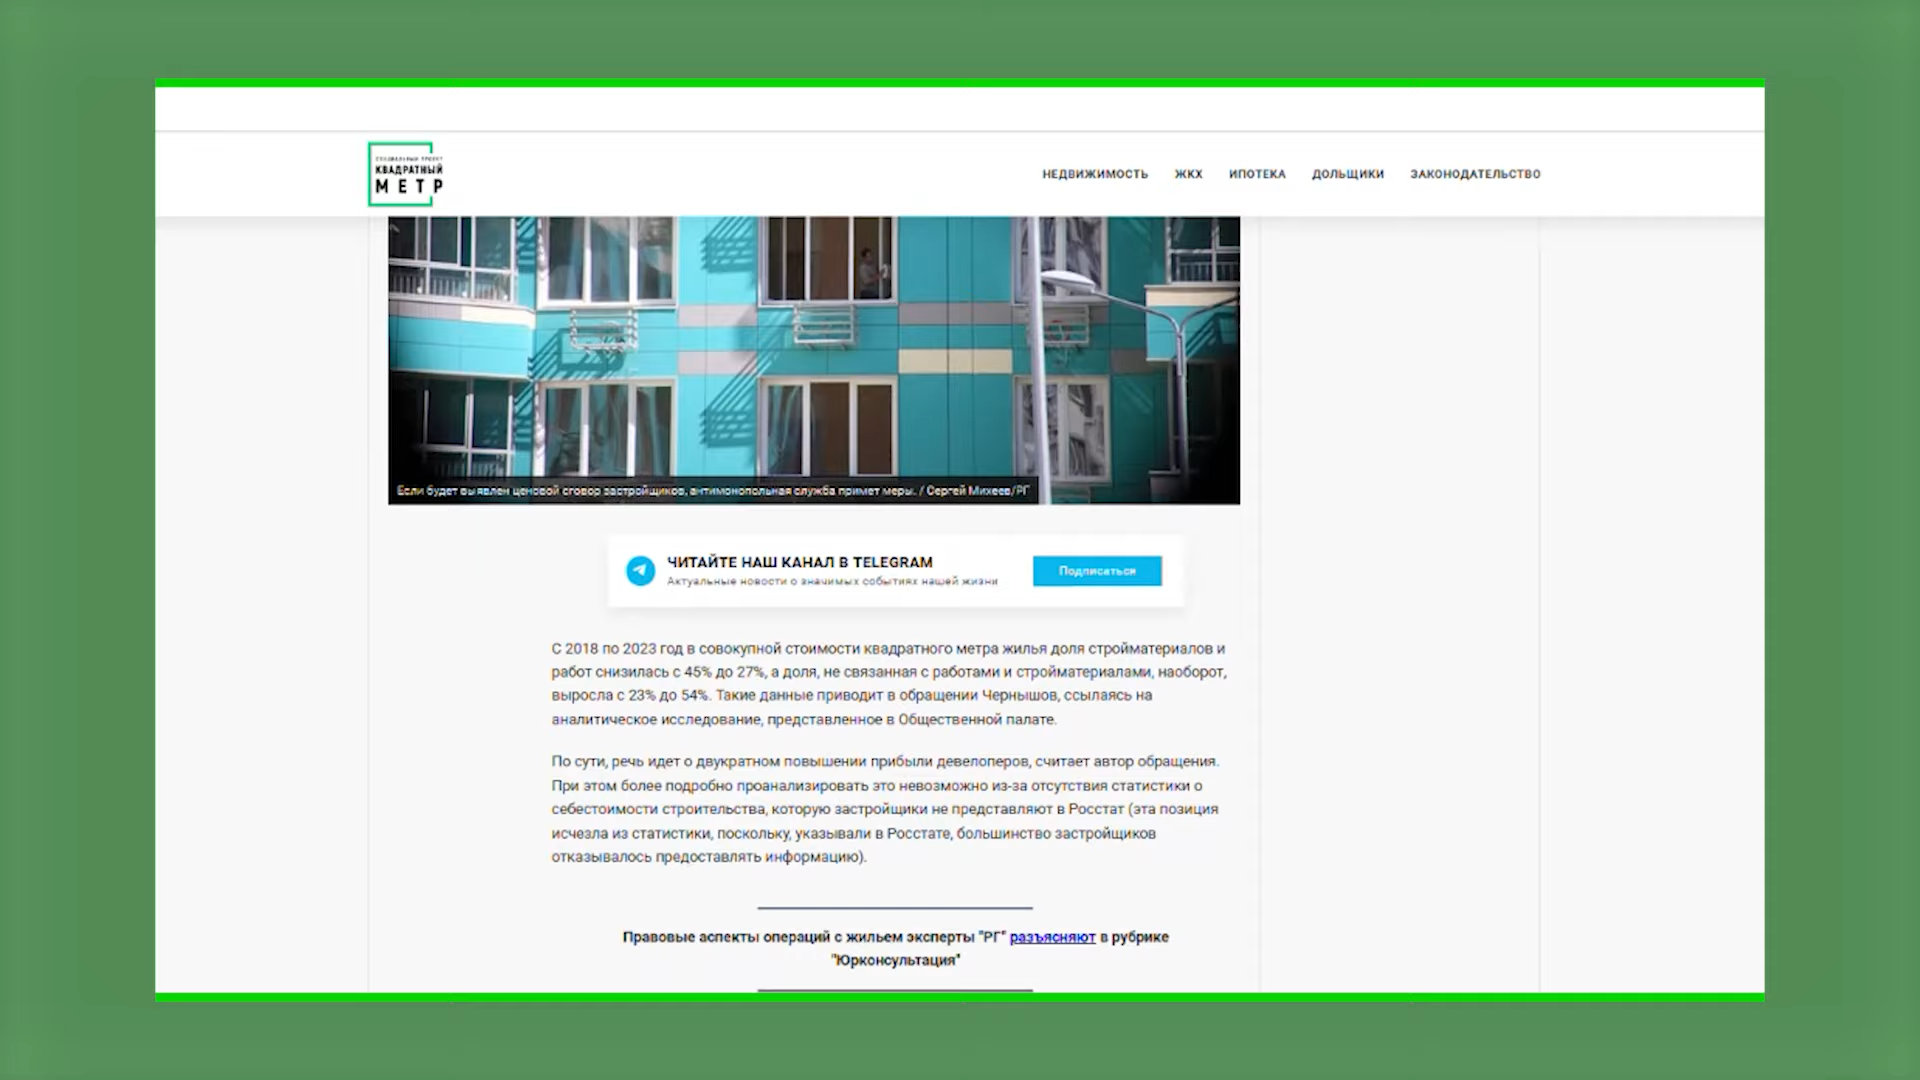 СПЕЦИАЛЬНЫЙ ПРОЕКТ
КВАДРАТНЫЙ
МЕТР
НЕДВИЖИМОСТЬ ЖКХ ИПОТЕКА ДОЛЬЩИКИ ЗАКОНОДАТЕЛЬСТВО
Если будет выявлен ценовой сговор застройщиков, антимонопольная служба примет меры. / Сергей Михеев/РГ
ЧИТАЙТЕ НАШ КАНАЛ В TELEGRAM
Актуальные новости о значимых событиях нашей жизни
Подписаться
С 2018 по 2023 год в совокупной стоимости квадратного метра жилья доля стройматериалов и
работ снизилась с 45% до 27%, а доля, не связанная с работами и стройматериалами, наоборот,
выросла с 23% до 54%. Такие данные приводит в обращении Чернышов, ссылаясь на
аналитическое исследование, представленное в Общественной палате.
По сути, речь идет о двукратном повышении прибыли девелоперов, считает автор обращения.
При этом более подробно проанализировать это невозможно из-за отсутствия статистики о
себестоимости строительства, которую застройщики не представляют в Росстат (эта позиция
исчезла из статистики, поскольку, указывали в Росстате, большинство застройщиков
отказывалось предоставлять информацию).
Правовые аспекты операций с жильем эксперты "РГ" разъясняют в рубрике
"Юрконсультация"